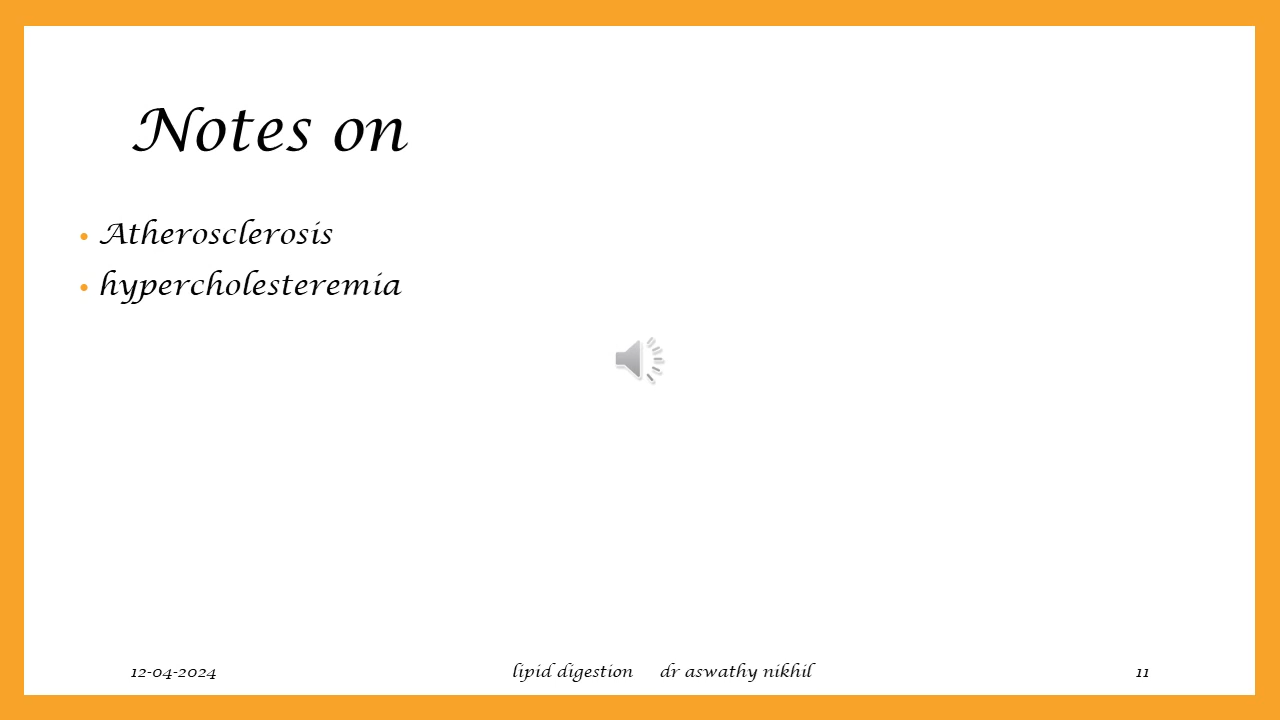 Notes on
• Atherosclerosis
• hypercholesteremia
12-04-2024 lipid digestion dr aswathy nikhil 11